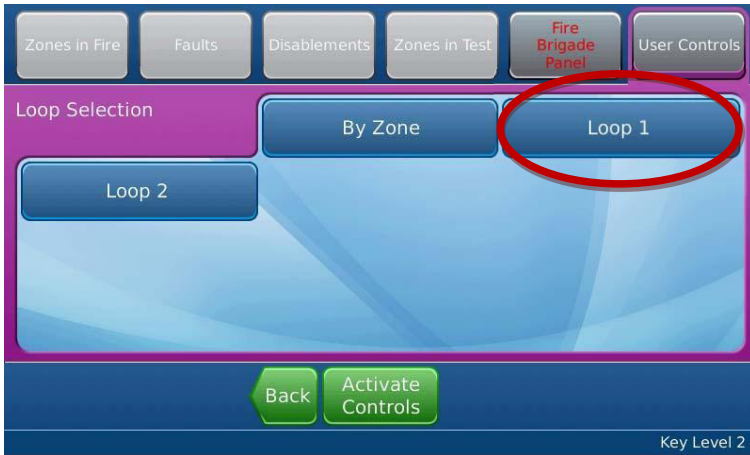 Zones in Fire
Faults
Disablements
Zones in Test
Fire
Brigade
Panel
User Controls
Loop Selection
By Zone
Loop 1
Loop 2
Back
Activate
Controls
Key Level 2